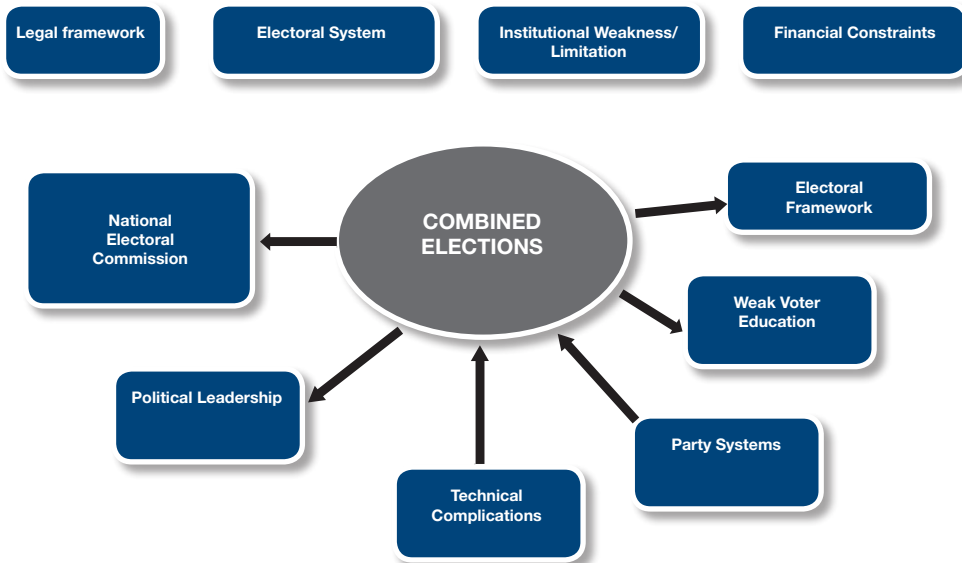 Legal framework
Electoral System
Institutional Weakness/
Limitation
Financial Constraints
COMBINED
ELECTIONS
National
Electoral
Commission
Electoral
Framework
Weak Voter
Education
Political Leadership
Party Systems
Technical
Complications